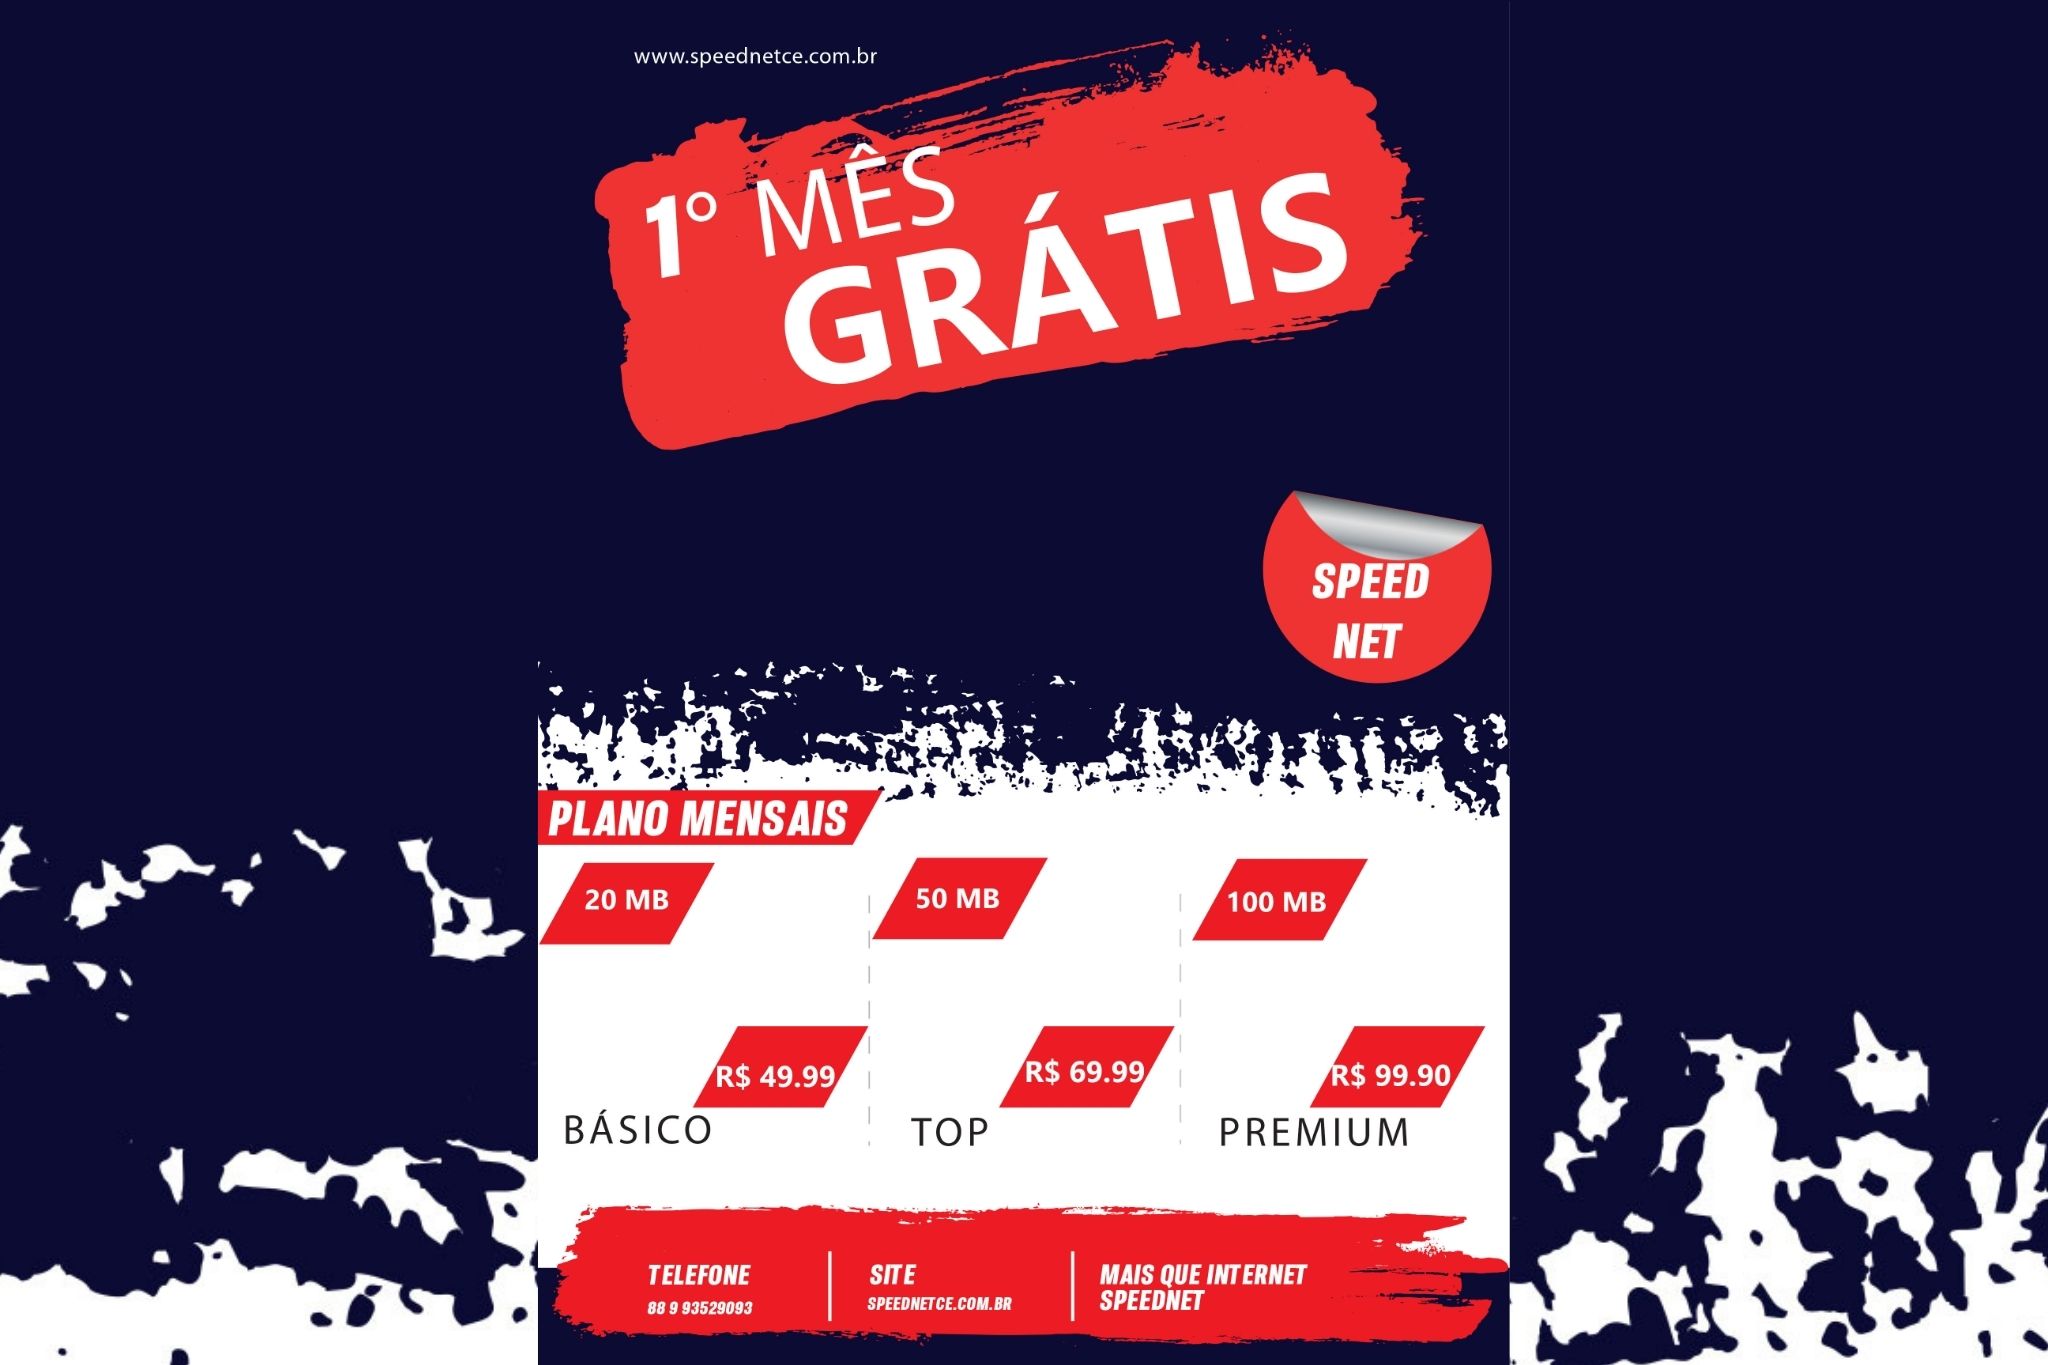 www.speednetce.com.br
1° MÊS
GRÁTIS
SPEED
NET
PLANO MENSAIS
20 MB
50 MB
100 MB
R$ 49.99
R$ 69.99
R$ 99.90
BÁSICO
TOP
PREMIUM
TELEFONE
88 9 93529093
SITE
SPEEDNETCE.COM.BR
MAIS QUE INTERNET
SPEEDNET